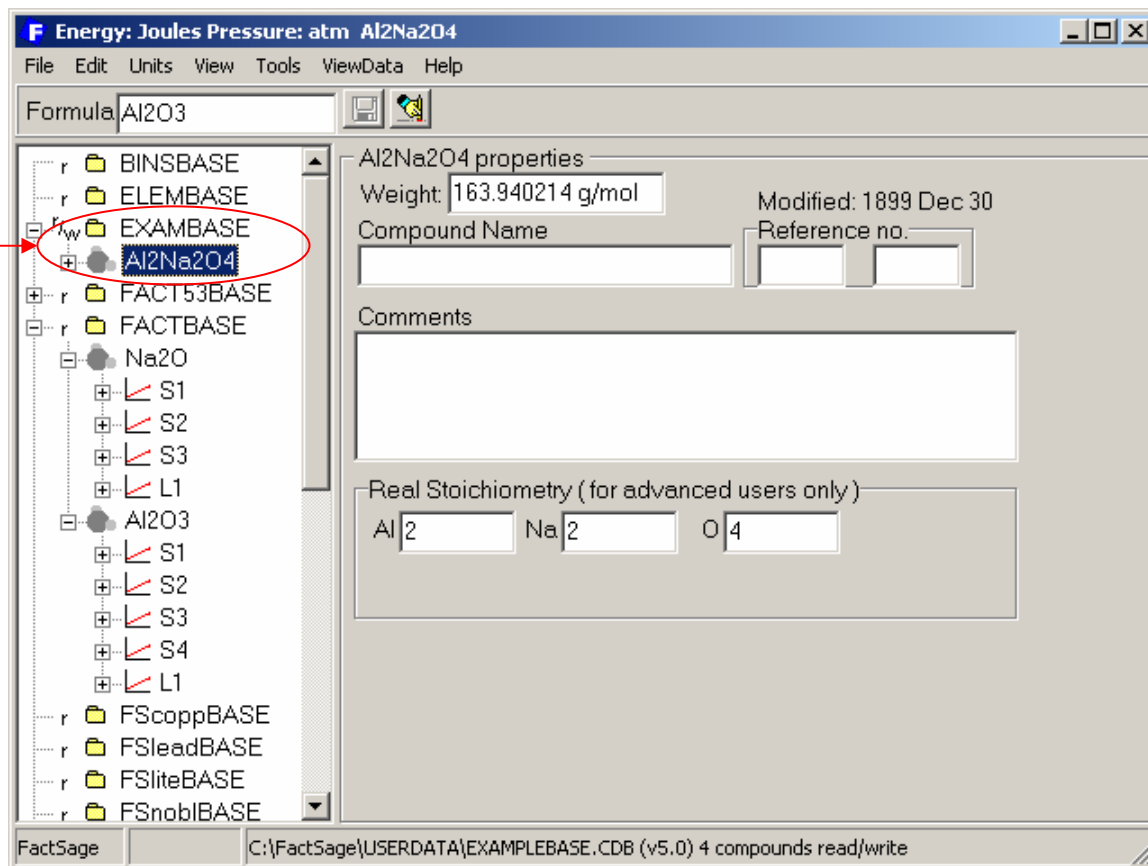 Energy: Joules Pressure: atm Al2Na2O4
File Edit Units View Tools ViewData Help
Formula Al2O3
r BINSBASE
r ELEMBASE
r/w EXAMBASE
Al2Na2O4
r FACT53BASE
r FACTBASE
Na2O
S1
S2
S3
L1
Al2O3
S1
S2
S3
S4
L1
r FScoppBASE
r FSleadBASE
r FSliteBASE
r FSnoblBASE
Al2Na2O4 properties
Weight: 163.940214 g/mol
Modified: 1899 Dec 30
Compound Name
Reference no.
Comments
Real Stoichiometry ( for advanced users only )
Al 2 Na 2 O 4
FactSage C:\FactSage\USERDATA\EXAMPLEBASE.CDB (v5.0) 4 compounds read/write